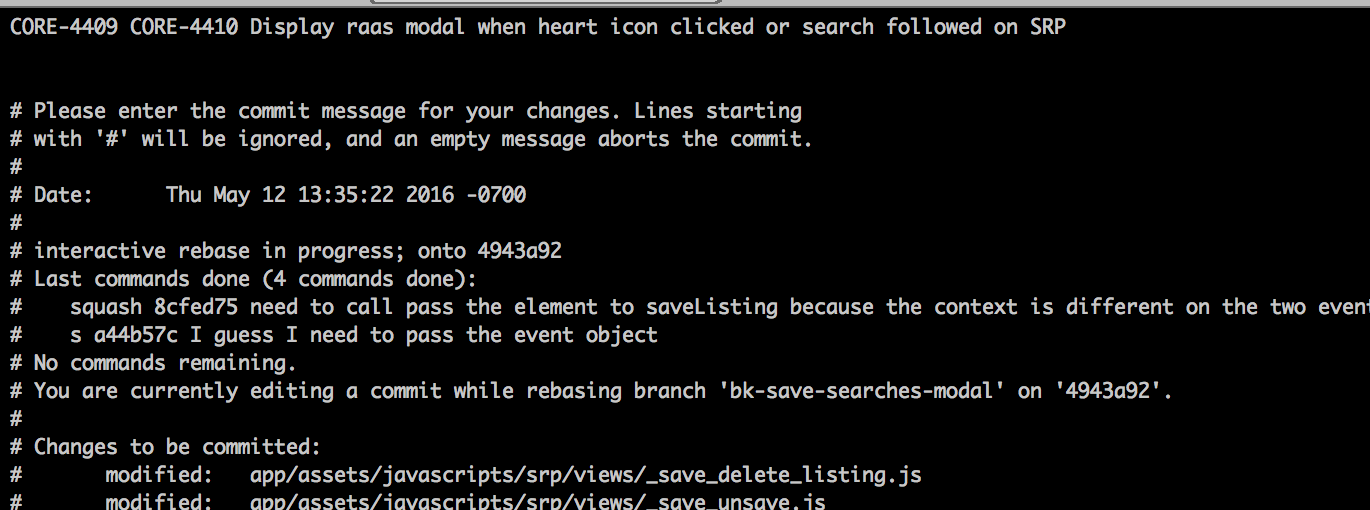 CORE-4409 CORE-4410 Display raas modal when heart icon clicked or search followed on SRP
# Please enter the commit message for your changes. Lines starting
# with '#' will be ignored, and an empty message aborts the commit.
#
# Date:      Thu May 12 13:35:22 2016 -0700
#
# interactive rebase in progress; onto 4943a92
# Last commands done (4 commands done):
#    squash 8cfed75 need to call pass the element to saveListing because the context is different on the two event
#    s a44b57c I guess I need to pass the event object
# No commands remaining.
# You are currently editing a commit while rebasing branch 'bk-save-searches-modal' on '4943a92'.
#
# Changes to be committed:
#       modified:   app/assets/javascripts/srp/views/_save_delete_listing.js
#       modified:   app/assets/javascripts/srp/views/_save_unsave.js